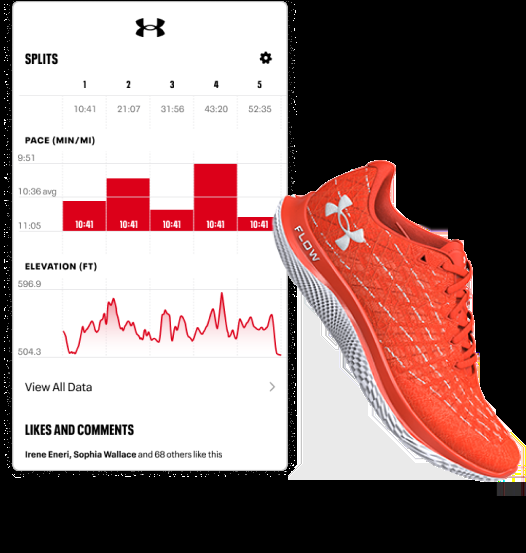 SPLITS
1 2 3 4 5
10:41 21:07 31:56 43:20 52:35
PACE (MIN/MI)
9:51
10:36 avg
11:05
10:41 10:41 10:41 10:41 10:41
ELEVATION (FT)
596.9
504.3
View All Data
LIKES AND COMMENTS
Irene Eneri, Sophia Wallace and 68 others like this
FLOW